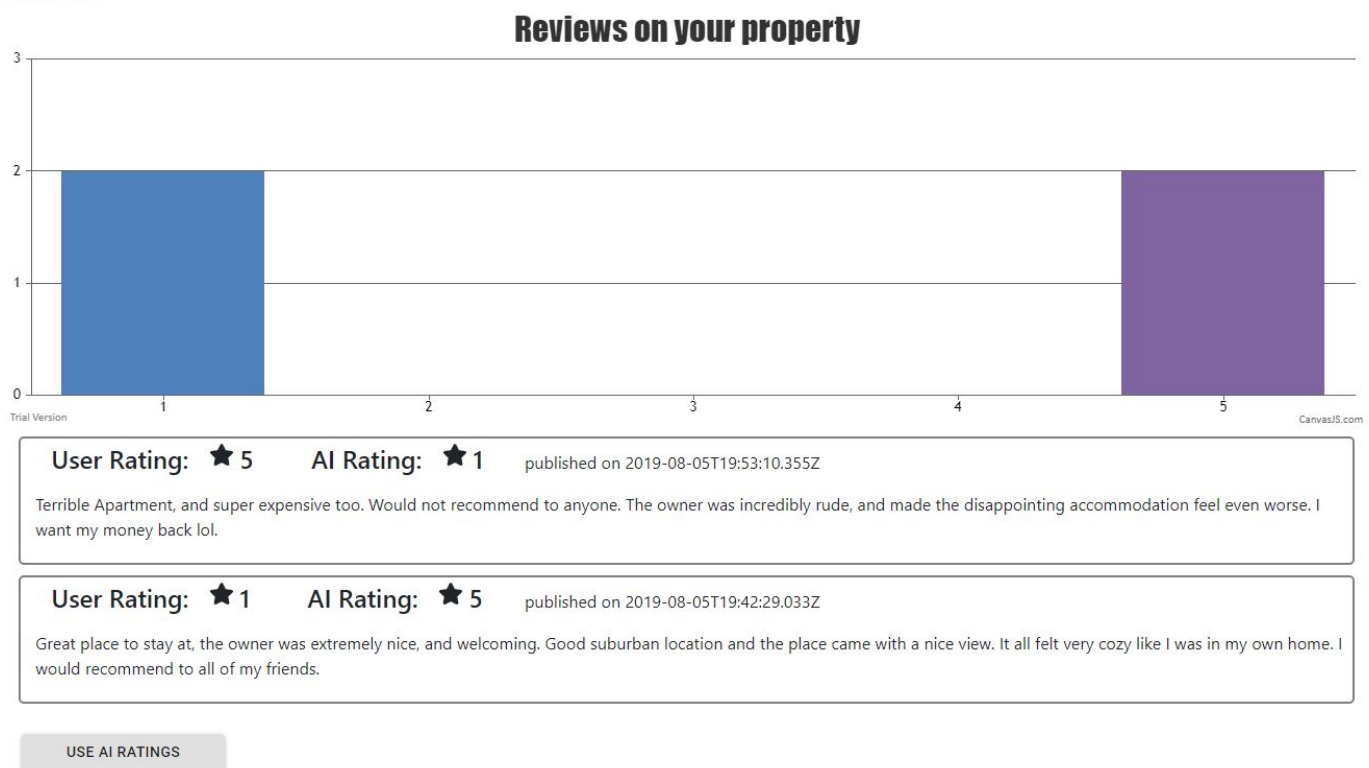 Reviews on your property
3
2
1
0
1 2 3 4 5
Trial Version
CanvasJS.com
User Rating: 5 AI Rating: 1 published on 2019-08-05T19:53:10.355Z
Terrible Apartment, and super expensive too. Would not recommend to anyone. The owner was incredibly rude, and made the disappointing accommodation feel even worse. I
want my money back lol.
User Rating: 1 AI Rating: 5 published on 2019-08-05T19:42:29.033Z
Great place to stay at, the owner was extremely nice, and welcoming. Good suburban location and the place came with a nice view. It all felt very cozy like I was in my own home. I
would recommend to all of my friends.
USE AI RATINGS